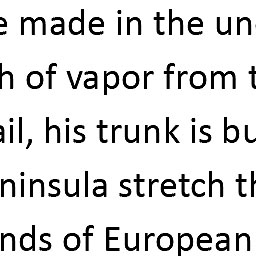 e made in the un
h of vapor from t
ail, his trunk is bu
ninsula stretch th
nds of European